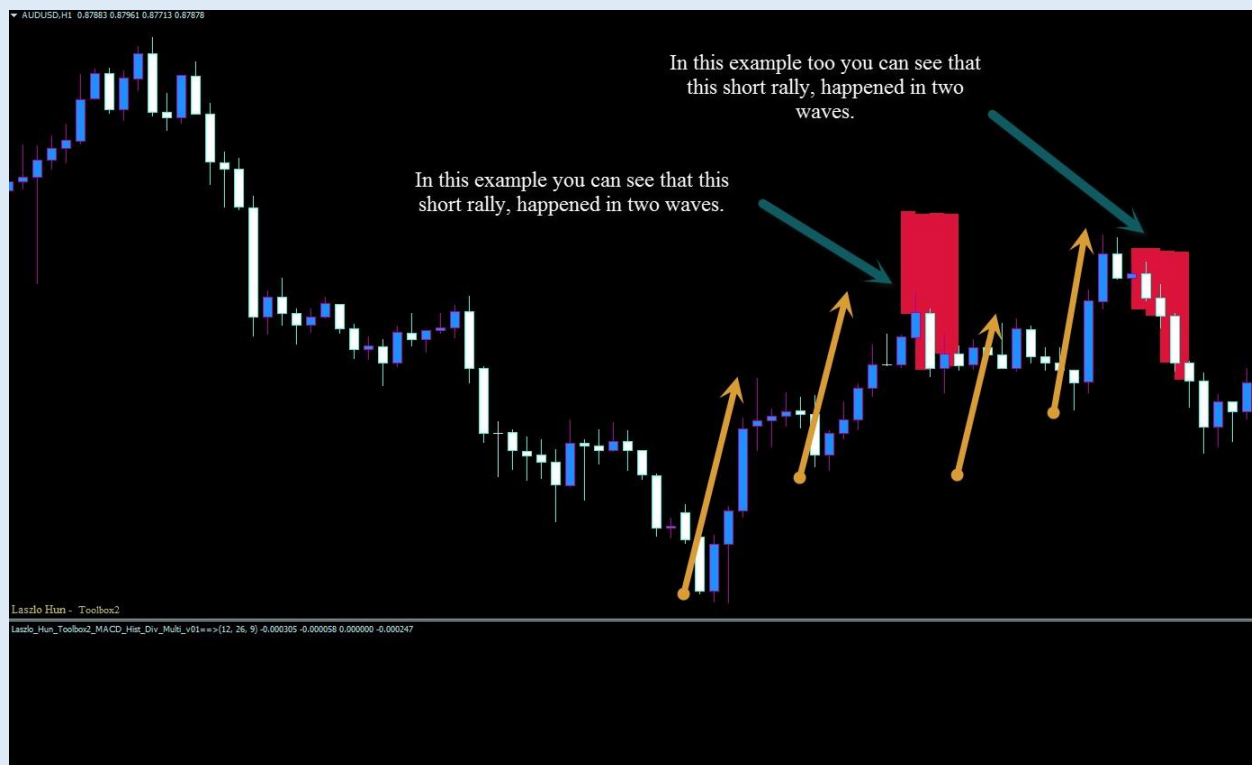 AUDUSD,H1 0.87883 0.87961 0.87713 0.87878
In this example too you can see that
this short rally, happened in two
waves.
In this example you can see that this
short rally, happened in two waves.
Laszlo Hun - Toolbox2
Laszlo_Hun_Toolbox2_MACD_Hist_Div_Multi_v01==>(12, 26, 9) -0.000305 -0.000058 0.000000 -0.000247